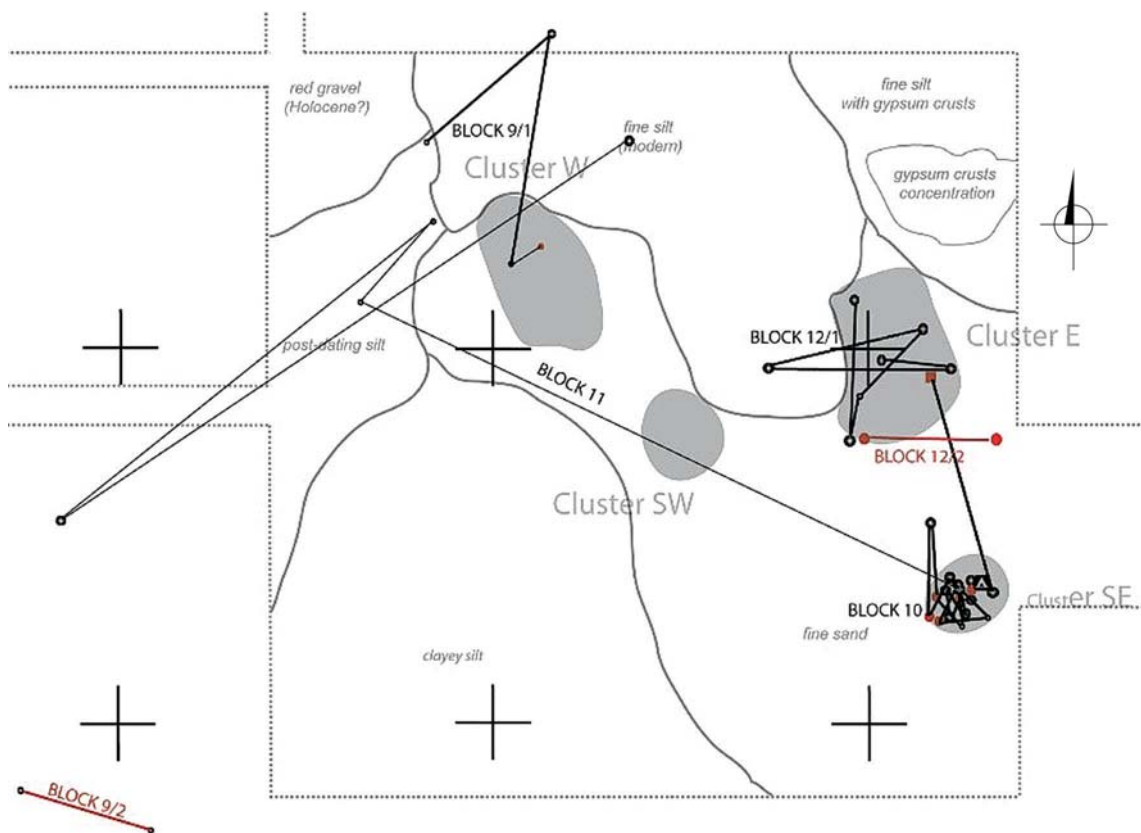 red gravel
(Holocene?)
fine silt
with gypsum crusts
BLOCK 9/1
fine silt
(modern)
Cluster W
gypsum crusts
concentration
BLOCK 12/1
Cluster E
post-dating silt
BLOCK 11
BLOCK 12/2
Cluster SW
Cluster SE
BLOCK 10
fine sand
clayey silt
BLOCK 9/2